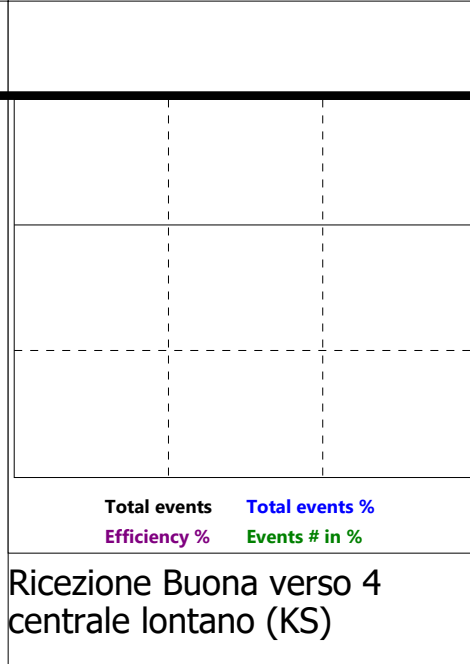 Total events Total events %
Efficiency % Events # in %
Ricezione Buona verso 4
centrale lontano (KS)